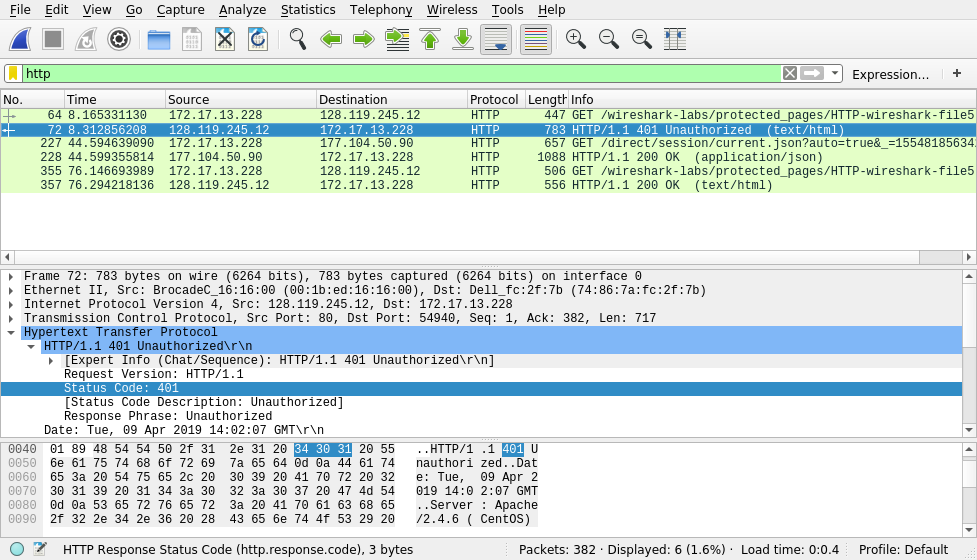 File Edit View Go Capture Analyze Statistics Telephony Wireless Tools Help
http Expression… +
No. Time Source Destination Protocol Length Info
64 8.165331130 172.17.13.228 128.119.245.12 HTTP 447 GET /wireshark-labs/protected_pages/HTTP-wireshark-file5
72 8.312856208 128.119.245.12 172.17.13.228 HTTP 783 HTTP/1.1 401 Unauthorized (text/html)
227 44.594639090 172.17.13.228 177.104.50.90 HTTP 657 GET /direct/session/current.json?auto=true&_=15548185634
228 44.599355814 177.104.50.90 172.17.13.228 HTTP 1088 HTTP/1.1 200 OK (application/json)
355 76.146693989 172.17.13.228 128.119.245.12 HTTP 506 GET /wireshark-labs/protected_pages/HTTP-wireshark-file5
357 76.294218136 128.119.245.12 172.17.13.228 HTTP 556 HTTP/1.1 200 OK (text/html)
Frame 72: 783 bytes on wire (6264 bits), 783 bytes captured (6264 bits) on interface 0
Ethernet II, Src: BrocadeC_16:16:00 (00:1b:ed:16:16:00), Dst: Dell_fc:2f:7b (74:86:7a:fc:2f:7b)
Internet Protocol Version 4, Src: 128.119.245.12, Dst: 172.17.13.228
Transmission Control Protocol, Src Port: 80, Dst Port: 54940, Seq: 1, Ack: 382, Len: 717
Hypertext Transfer Protocol
HTTP/1.1 401 Unauthorized\r\n
[Expert Info (Chat/Sequence): HTTP/1.1 401 Unauthorized\r\n]
Request Version: HTTP/1.1
Status Code: 401
[Status Code Description: Unauthorized]
Response Phrase: Unauthorized
Date: Tue, 09 Apr 2019 14:02:07 GMT\r\n
0040 01 89 48 54 54 50 2f 31 2e 31 20 34 30 31 20 55 ..HTTP/1 .1 401 U
0050 6e 61 75 74 68 6f 72 69 7a 65 64 0d 0a 44 61 74 nauthori zed..Dat
0060 65 3a 20 54 75 65 2c 20 30 39 20 41 70 72 20 32 e: Tue, 09 Apr 2
0070 30 31 39 20 31 34 3a 30 32 3a 30 37 20 47 4d 54 019 14:0 2:07 GMT
0080 0d 0a 53 65 72 76 65 72 3a 20 41 70 61 63 68 65 ..Server : Apache
0090 2f 32 2e 34 2e 36 20 28 43 65 6e 74 4f 53 29 20 /2.4.6 ( CentOS)
HTTP Response Status Code (http.response.code), 3 bytes Packets: 382 · Displayed: 6 (1.6%) · Load time: 0:0.4 Profile: Default